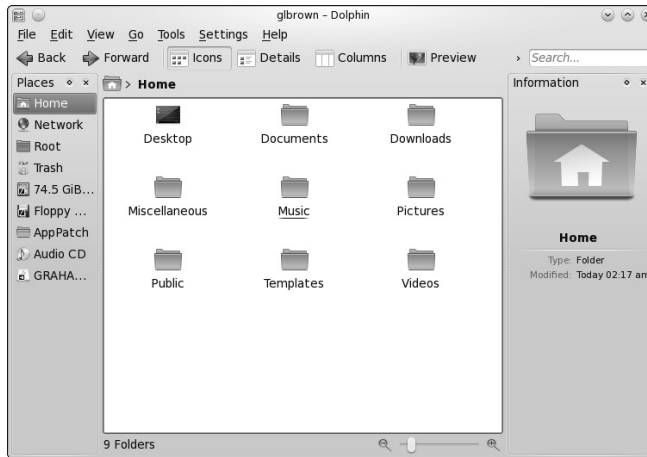 glbrown – Dolphin
File Edit View Go Tools Settings Help
Back Forward Icons Details Columns Preview › Search...
Places
Home
Network
Root
Trash
74.5 GiB...
Floppy ...
AppPatch
Audio CD
GRAHA...
> Home
Desktop Documents Downloads
Miscellaneous Music Pictures
Public Templates Videos
9 Folders
Information
Home
Type: Folder
Modified: Today 02:17 am